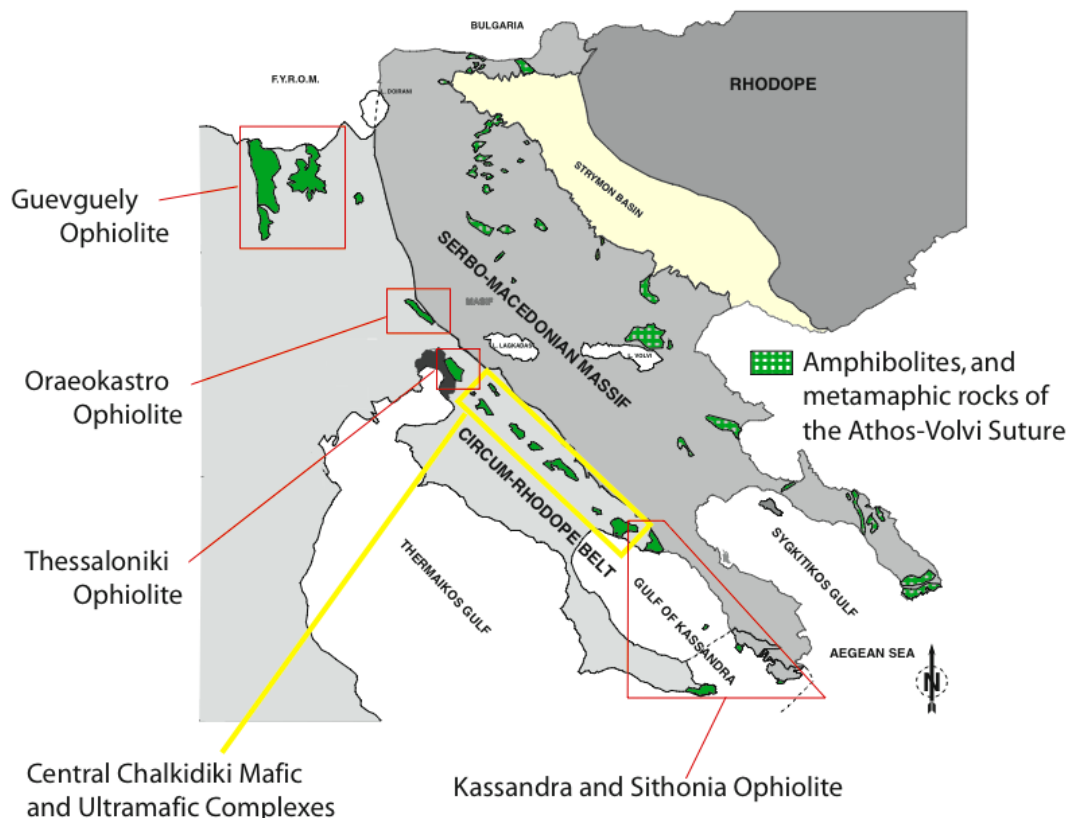 BULGARIA
F.Y.R.O.M.
L. DOIRANI
RHODOPE
STRYMON BASIN
Guevguely
Ophiolite
SERBO-MACEDONIAN MASSIF
MASIF
L. LAGKADAS
L. VOLVI
Oraeokastro
Ophiolite
Amphibolites, and
metamaphic rocks of
the Athos-Volvi Suture
CIRCUM-RHODOPE BELT
Thessaloniki
Ophiolite
THERMAIKOS GULF
GULF OF KASSANDRA
SYGKITIKOS GULF
AEGEAN SEA
N
Central Chalkidiki Mafic
and Ultramafic Complexes
Kassandra and Sithonia Ophiolite